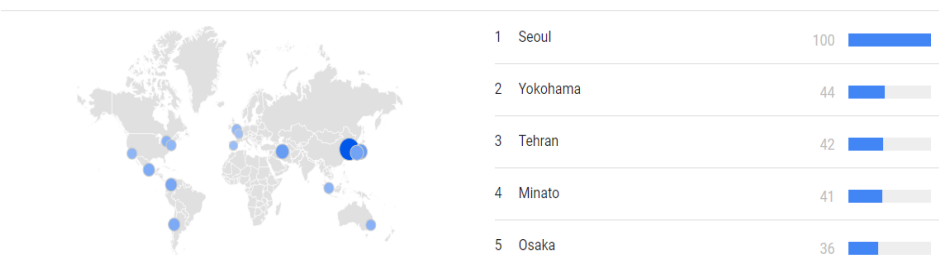 1 Seoul 100
2 Yokohama 44
3 Tehran 42
4 Minato 41
5 Osaka 36